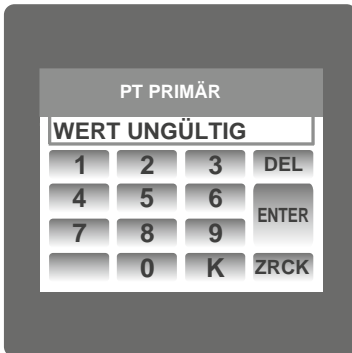 PT PRIMÄR
WERT UNGÜLTIG
1 2 3 DEL
4 5 6
ENTER
7 8 9
0 K ZRCK